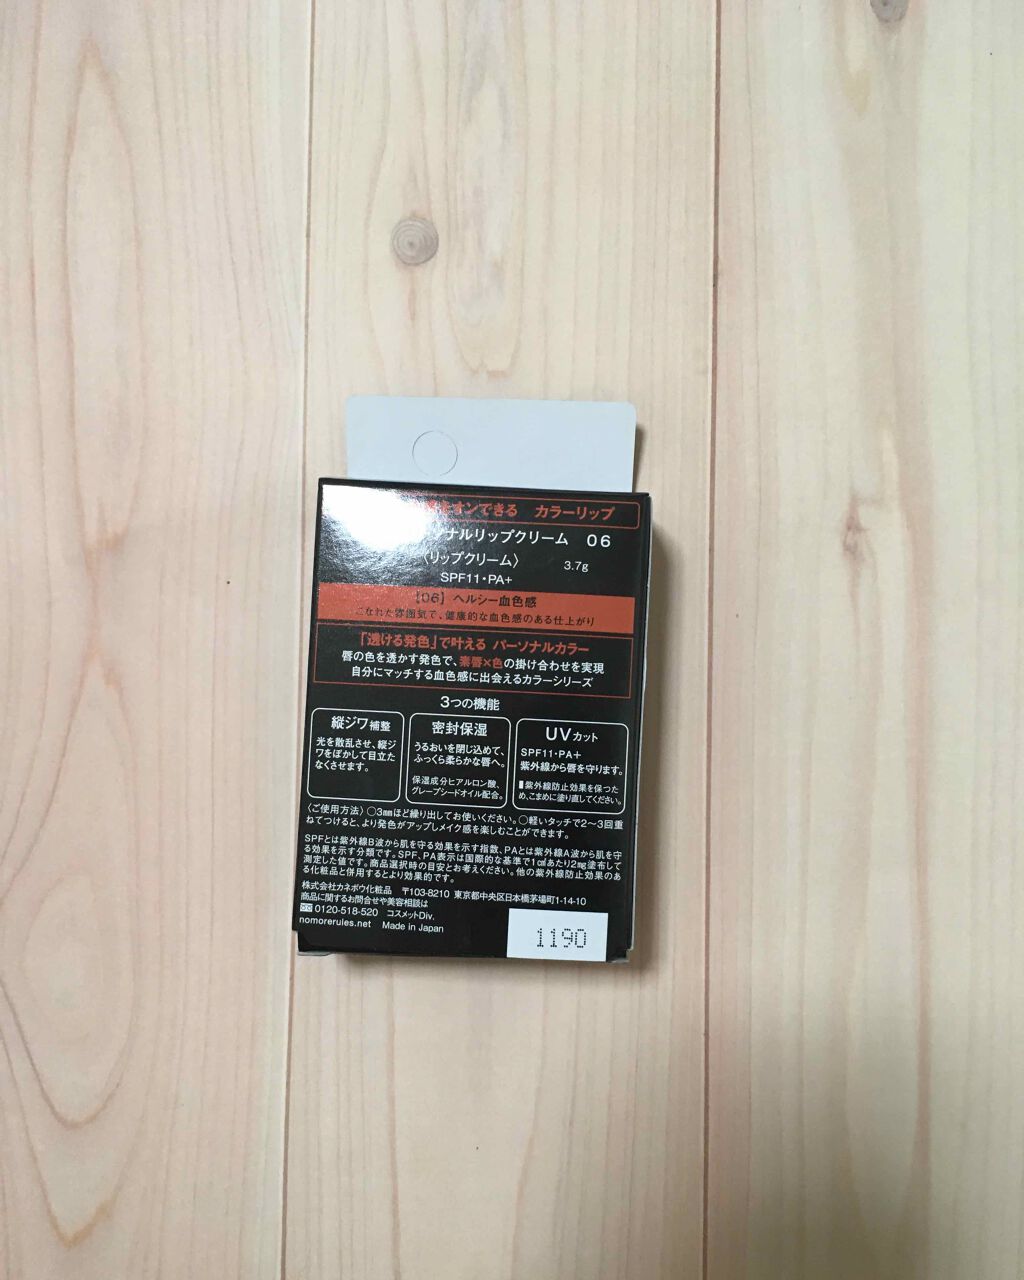 をオンできる カラーリップ
ナルリップクリーム 06
〈リップクリーム〉 3.7g
SPF11・PA+
【06】ヘルシー血色感
こなれた雰囲気で、健康的な血色感のある仕上がり
「透ける発色」で叶える パーソナルカラー
唇の色を透かす発色で、素唇×色の掛け合わせを実現
自分にマッチする血色感に出会えるカラーシリーズ
3つの機能
縦ジワ補整
光を散乱させ、縦ジ
ワをぼかして目立た
なくさせます。
密封保湿
うるおいを閉じ込めて、
ふっくら柔らかな唇へ。
保湿成分ヒアルロン酸、
グレープシードオイル配合。
UVカット
SPF11・PA+
紫外線から唇を守ります。
紫外線防止効果を保つた
め、こまめに塗り直してください。
〈ご使用方法〉○3mmほど繰り出してお使いください。○軽いタッチで2〜3回重
ねてつけると、より発色がアップしメイク感を楽しむことができます。
SPFとは紫外線B波から肌を守る効果を示す指数、PAとは紫外線A波から肌を守
る効果を示す分類です。SPF、PA表示は国際的な基準で1㎠あたり2mg塗布して
測定した値です。商品選択時の目安とお考えください。他の紫外線防止効果のあ
る化粧品と併用するとより効果的です。
株式会社カネボウ化粧品 〒103-8210 東京都中央区日本橋茅場町1-14-10
商品に関するお問合せや美容相談は
0120-518-520 コスメットDiv.
nomorerules.net Made in Japan
1190